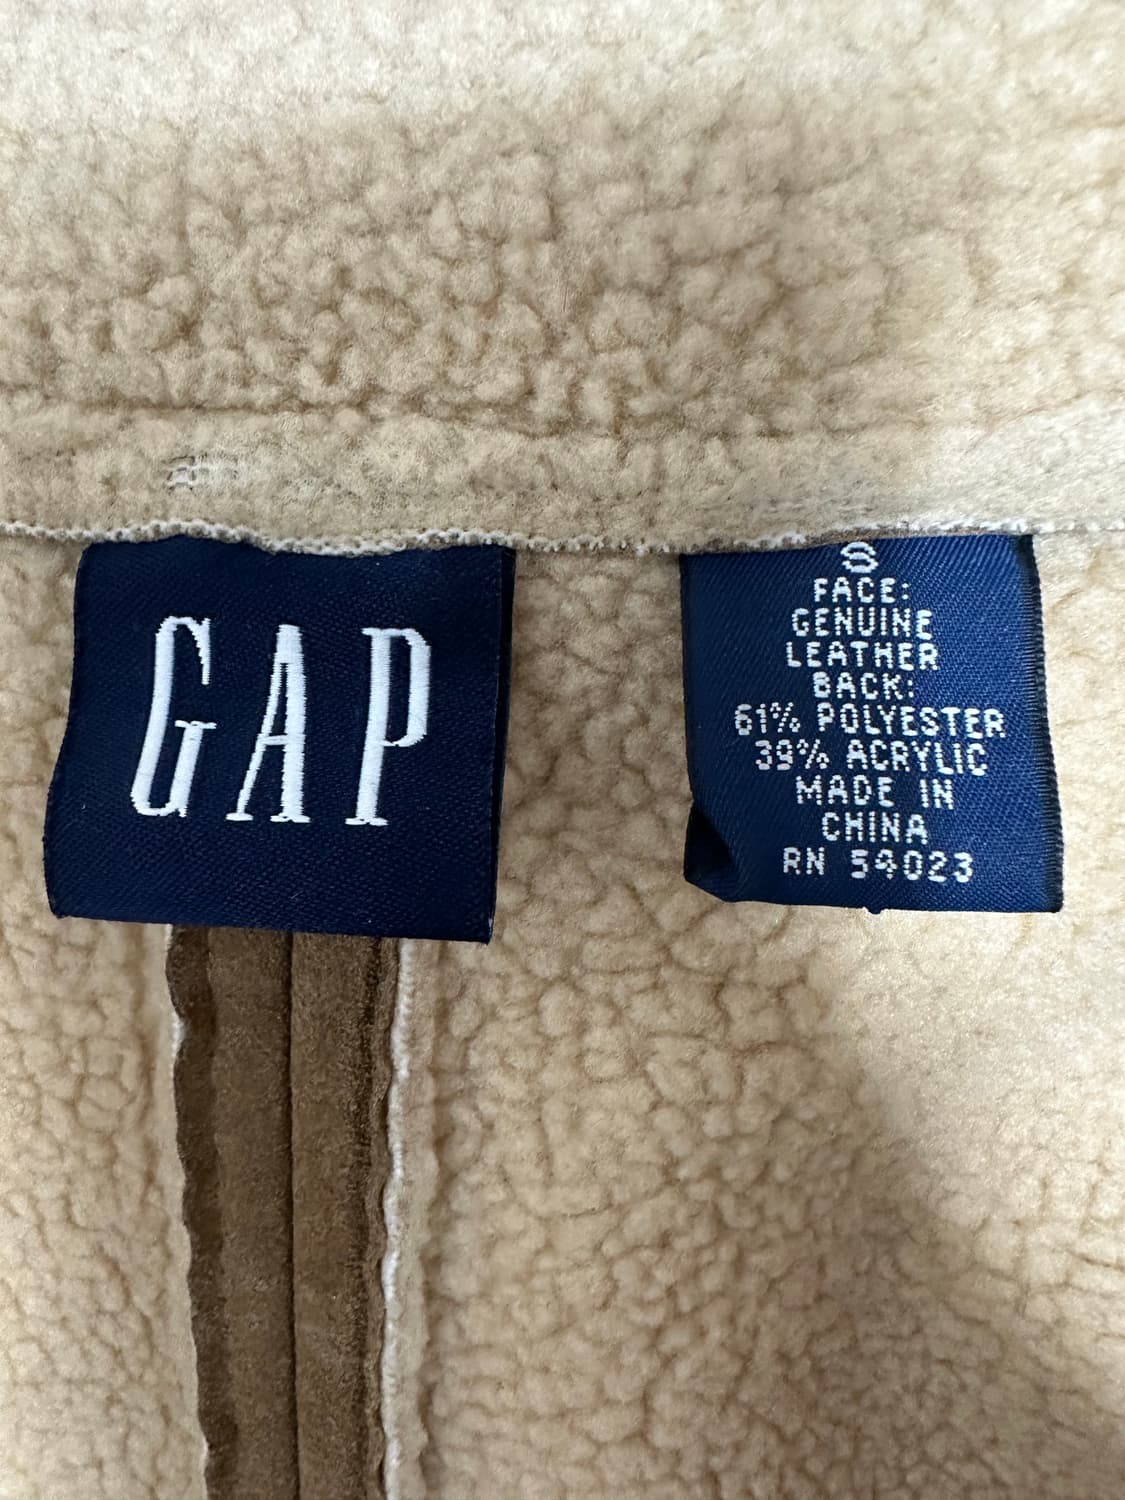 GAP
S
FACE:
GENUINE
LEATHER
BACK:
61% POLYESTER
39% ACRYLIC
MADE IN
CHINA
RN 54023